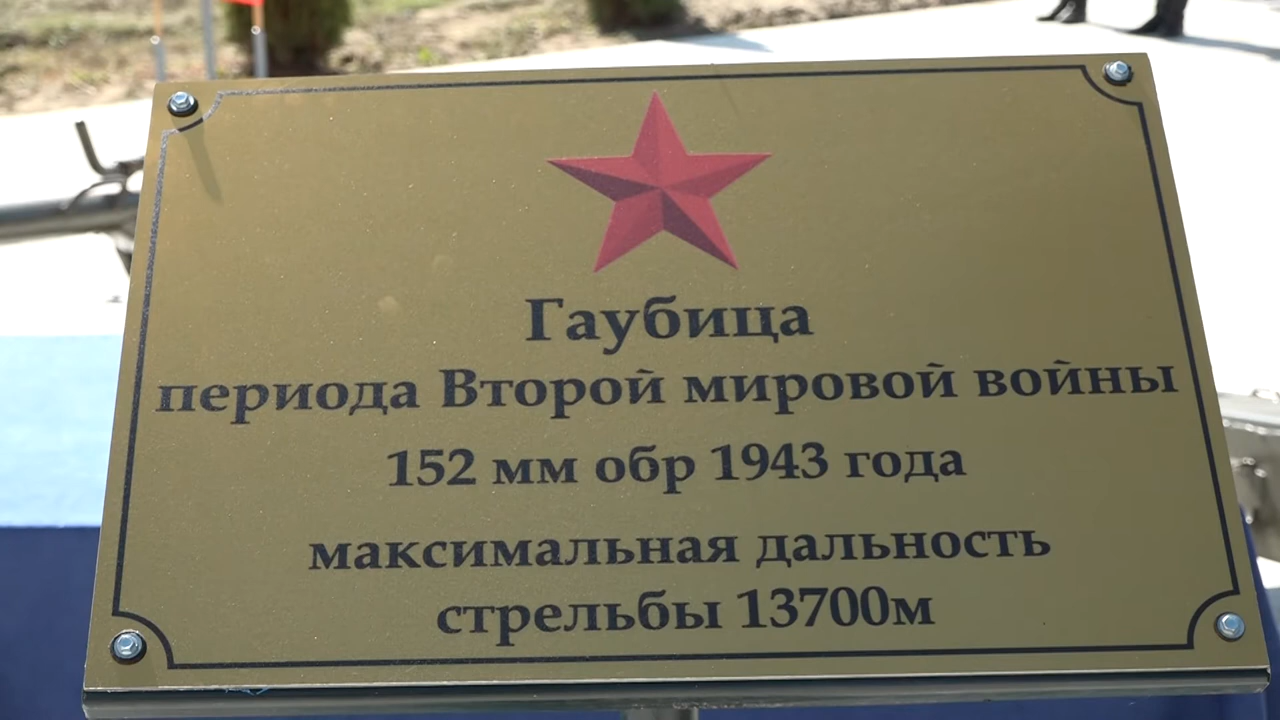 Гаубица
периода Второй мировой войны
152 мм обр 1943 года
максимальная дальность
стрельбы 13700м